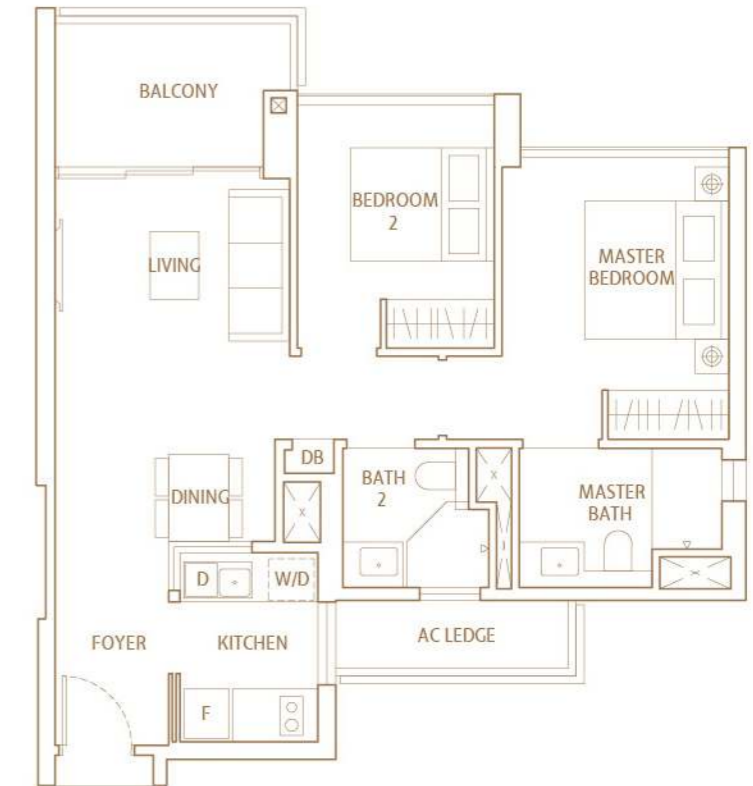 BALCONY
BEDROOM
2
LIVING
MASTER
BEDROOM
DB
BATH
2
DINING
MASTER
BATH
D
W/D
FOYER
KITCHEN
AC LEDGE
F